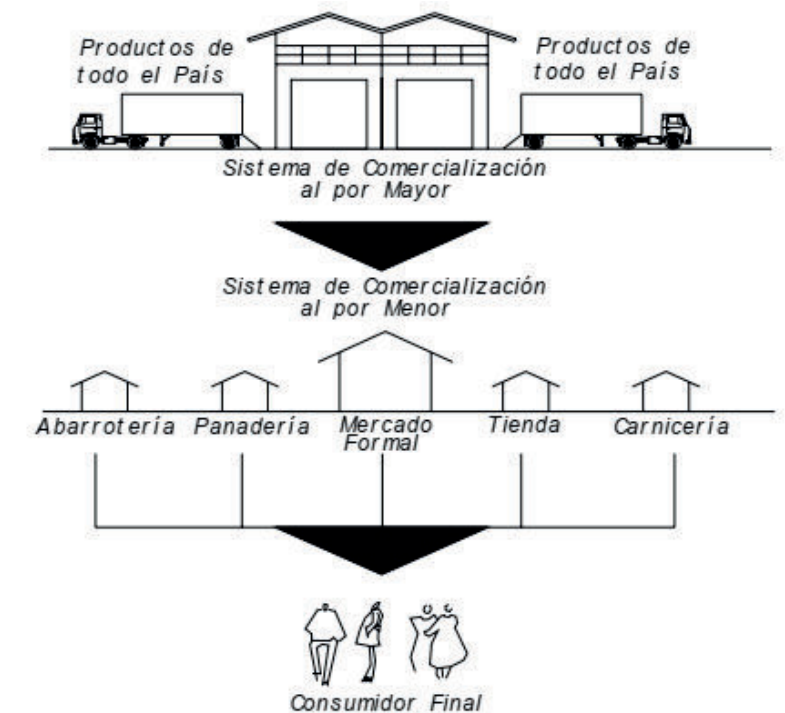 Productos de
todo el País
Productos de
todo el País
Sistema de Comercialización
al por Mayor
Sistema de Comercialización
al por Menor
Abarrotería
Panadería
Mercado
Formal
Tienda
Carnicería
Consumidor Final